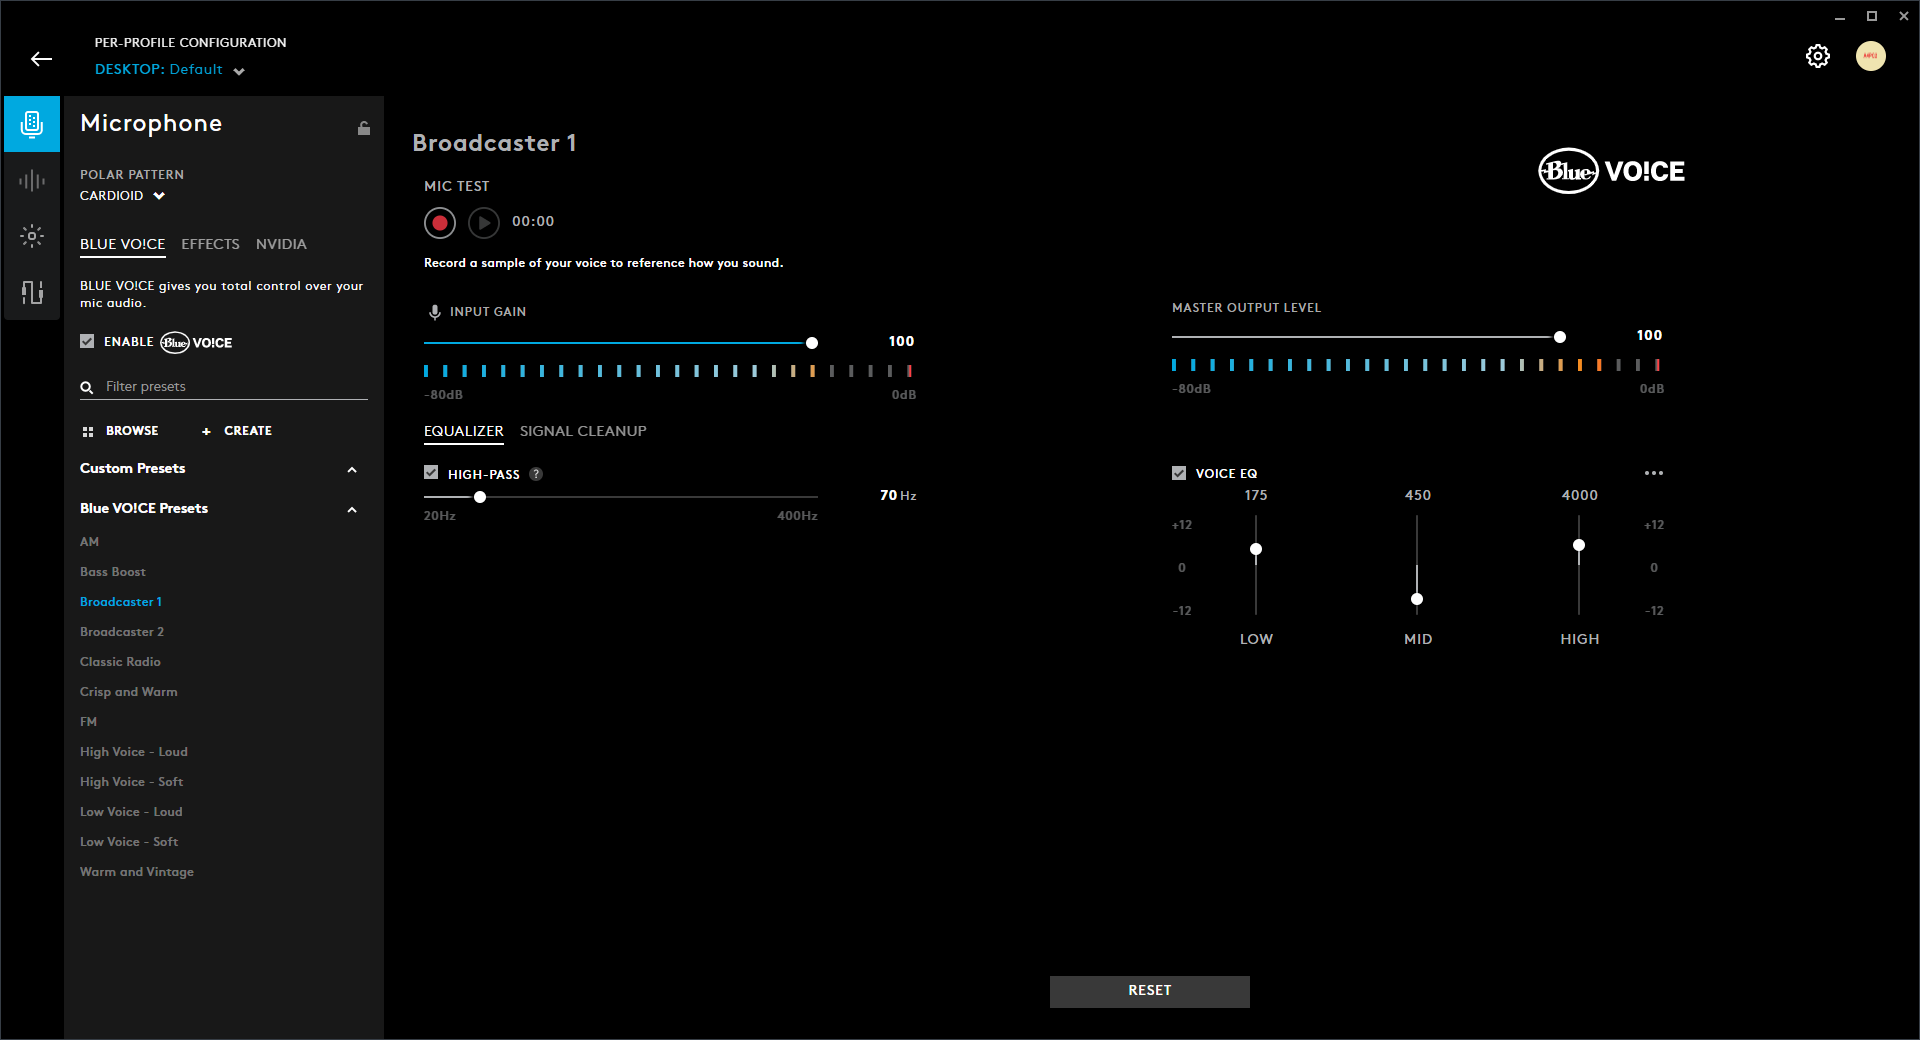 PER-PROFILE CONFIGURATION
DESKTOP: Default
Microphone
POLAR PATTERN
CARDIOID
BLUE VO!CE EFFECTS NVIDIA
BLUE VO!CE gives you total control over your
mic audio.
ENABLE Blue VO!CE
Filter presets
BROWSE + CREATE
Custom Presets
Blue VO!CE Presets
AM
Bass Boost
Broadcaster 1
Broadcaster 2
Classic Radio
Crisp and Warm
FM
High Voice - Loud
High Voice - Soft
Low Voice - Loud
Low Voice - Soft
Warm and Vintage
Broadcaster 1
Blue VO!CE
MIC TEST
00:00
Record a sample of your voice to reference how you sound.
INPUT GAIN
100
-80dB 0dB
MASTER OUTPUT LEVEL
100
-80dB 0dB
EQUALIZER SIGNAL CLEANUP
HIGH-PASS ?
70 Hz
20Hz 400Hz
VOICE EQ
175 450 4000
+12 +12
0 0
-12 -12
LOW MID HIGH
RESET